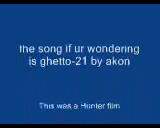 the song if ur wondering
is ghetto-21 by akon
This was a Hunter film